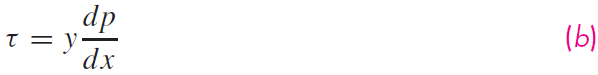 τ = y dp/dx (b)